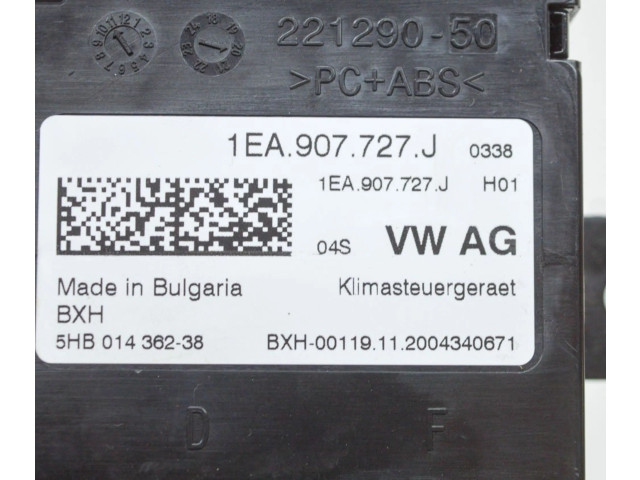 221290-50
>PC+ABS<
1EA.907.727.J 0338
1EA.907.727.J H01
04S VW AG
Made in Bulgaria Klimasteuergeraet
BXH
5HB 014 362-38 BXH-00119.11.2004340671
D F